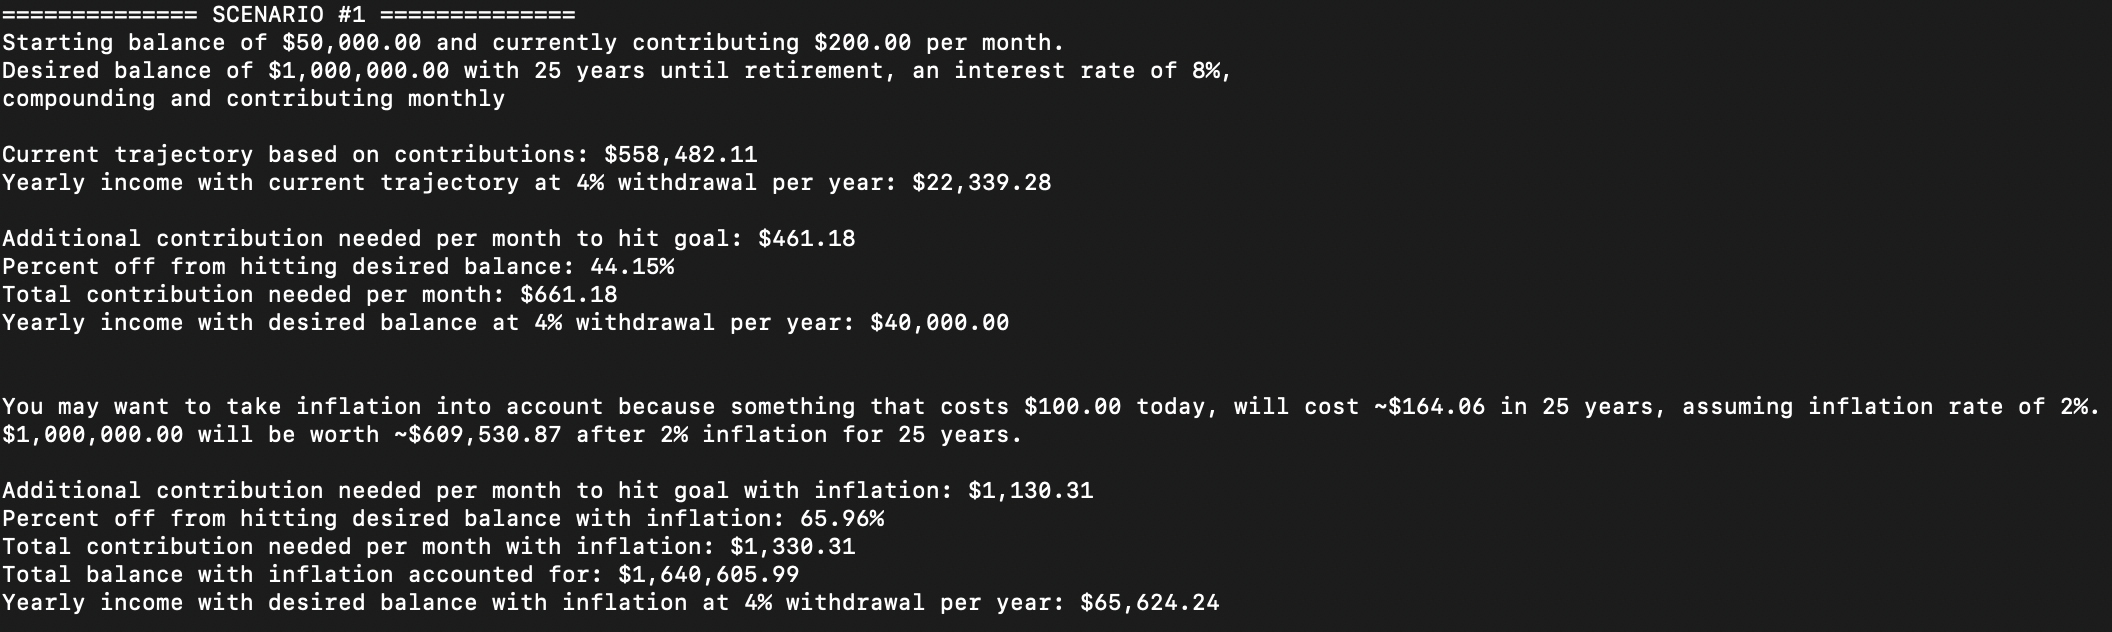 ============== SCENARIO #1 ==============
Starting balance of $50,000.00 and currently contributing $200.00 per month.
Desired balance of $1,000,000.00 with 25 years until retirement, an interest rate of 8%,
compounding and contributing monthly
Current trajectory based on contributions: $558,482.11
Yearly income with current trajectory at 4% withdrawal per year: $22,339.28
Additional contribution needed per month to hit goal: $461.18
Percent off from hitting desired balance: 44.15%
Total contribution needed per month: $661.18
Yearly income with desired balance at 4% withdrawal per year: $40,000.00
You may want to take inflation into account because something that costs $100.00 today, will cost ~$164.06 in 25 years, assuming inflation rate of 2%.
$1,000,000.00 will be worth ~$609,530.87 after 2% inflation for 25 years.
Additional contribution needed per month to hit goal with inflation: $1,130.31
Percent off from hitting desired balance with inflation: 65.96%
Total contribution needed per month with inflation: $1,330.31
Total balance with inflation accounted for: $1,640,605.99
Yearly income with desired balance with inflation at 4% withdrawal per year: $65,624.24